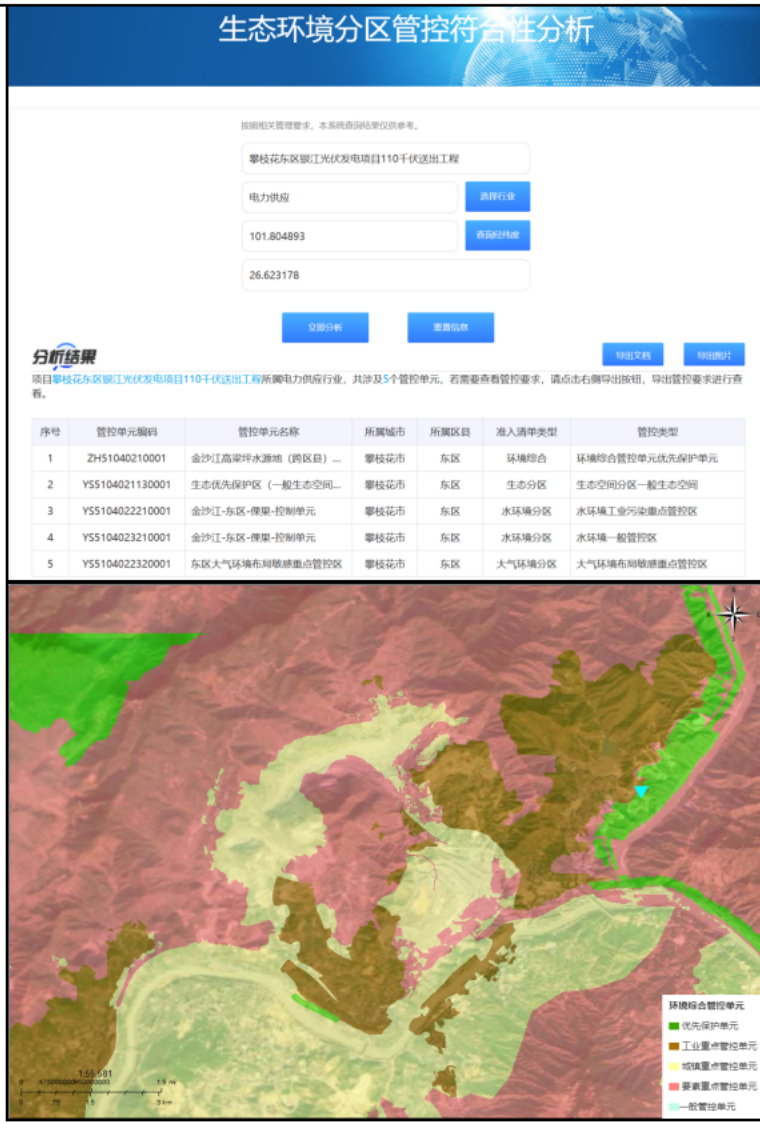 生态环境分区管控符合性分析
按照相关管理要求，本系统查询结果仅供参考。
攀枝花东区银江光伏发电项目110千伏送出工程
电力供应
选择行业
101.804893
查询经纬度
26.623178
立即分析
重置信息
分析结果
导出文档
导出图片
项目攀枝花东区银江光伏发电项目110千伏送出工程所属电力供应行业，共涉及5个管控单元，若需要查看管控要求，请点击右侧导出按钮，导出管控要求进行查
看。
序号 管控单元编码 管控单元名称 所属城市 所属区县 准入清单类型 管控类型
1 ZH51040210001 金沙江高梁坪水源地（跨区县）... 攀枝花市 东区 环境综合 环境综合管控单元优先保护单元
2 YS5104021130001 生态优先保护区（一般生态空间... 攀枝花市 东区 生态分区 生态空间分区一般生态空间
3 YS5104022210001 金沙江-东区-倮果-控制单元 攀枝花市 东区 水环境分区 水环境工业污染重点管控区
4 YS5104023210001 金沙江-东区-倮果-控制单元 攀枝花市 东区 水环境分区 水环境一般管控区
5 YS5104022320001 东区大气环境布局敏感重点管控区 攀枝花市 东区 大气环境分区 大气环境布局敏感重点管控区
环境综合管控单元
优先保护单元
工业重点管控单元
城镇重点管控单元
要素重点管控单元
一般管控单元
1:55,581
0 1.9 mi
0 .75 1.5 3 km